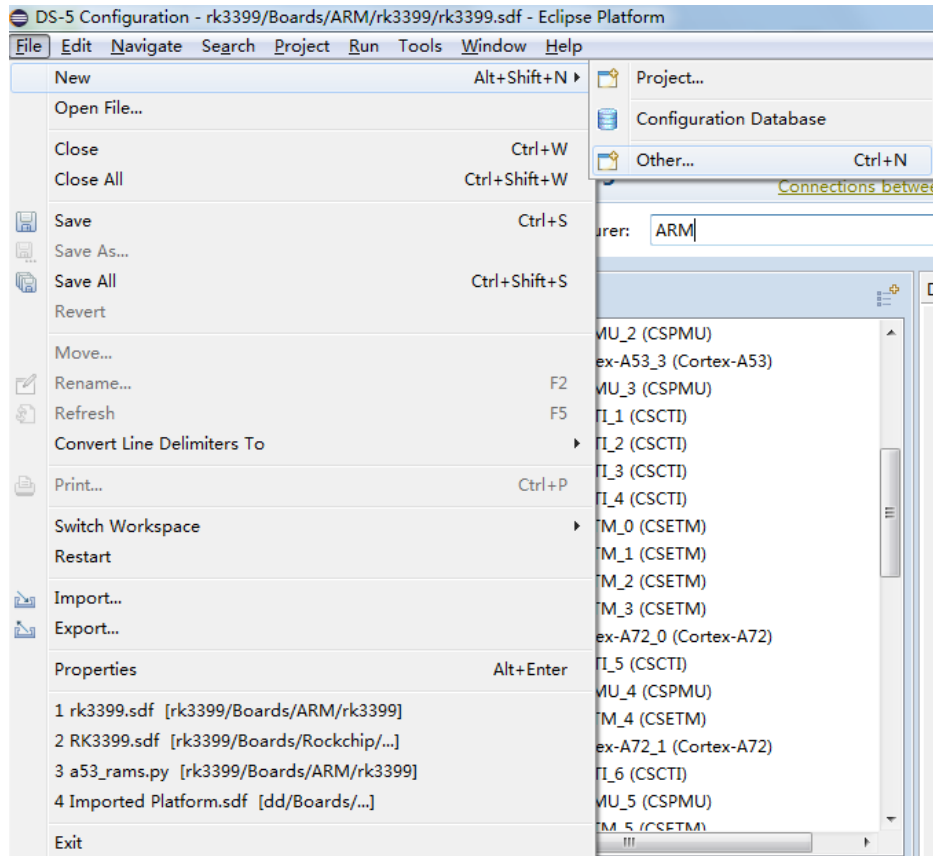 DS-5 Configuration - rk3399/Boards/ARM/rk3399/rk3399.sdf - Eclipse Platform
File Edit Navigate Search Project Run Tools Window Help
New Alt+Shift+N
Open File...
Close Ctrl+W
Close All Ctrl+Shift+W
Save Ctrl+S
Save As...
Save All Ctrl+Shift+S
Revert
Move...
Rename... F2
Refresh F5
Convert Line Delimiters To
Print... Ctrl+P
Switch Workspace
Restart
Import...
Export...
Properties Alt+Enter
1 rk3399.sdf [rk3399/Boards/ARM/rk3399]
2 RK3399.sdf [rk3399/Boards/Rockchip/...]
3 a53_rams.py [rk3399/Boards/ARM/rk3399]
4 Imported Platform.sdf [dd/Boards/...]
Exit
Project...
Configuration Database
Other... Ctrl+N
Connections betwee
urer: ARM
MU_2 (CSPMU)
ex-A53_3 (Cortex-A53)
MU_3 (CSPMU)
TI_1 (CSCTI)
TI_2 (CSCTI)
TI_3 (CSCTI)
TI_4 (CSCTI)
TM_0 (CSETM)
TM_1 (CSETM)
TM_2 (CSETM)
TM_3 (CSETM)
ex-A72_0 (Cortex-A72)
TI_5 (CSCTI)
MU_4 (CSPMU)
TM_4 (CSETM)
ex-A72_1 (Cortex-A72)
TI_6 (CSCTI)
MU_5 (CSPMU)
TM_5 (CSETM)